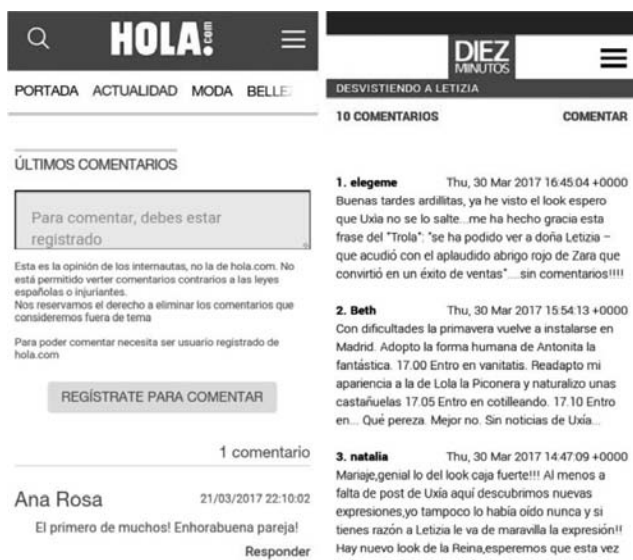 HOLA!
PORTADA ACTUALIDAD MODA BELLE
ÚLTIMOS COMENTARIOS
Para comentar, debes estar
registrado
Esta es la opinión de los internautas, no la de hola.com. No
está permitido verter comentarios contrarios a las leyes
españolas o injuriantes.
Nos reservamos el derecho a eliminar los comentarios que
consideremos fuera de tema
Para poder comentar necesita ser usuario registrado de
hola.com
REGÍSTRATE PARA COMENTAR
1 comentario
Ana Rosa 21/03/2017 22:10:02
El primero de muchos! Enhorabuena pareja!
Responder
DIEZ
MINUTOS
DESVISTIENDO A LETIZIA
10 COMENTARIOS COMENTAR
1. elegeme Thu, 30 Mar 2017 16:45:04 +0000
Buenas tardes ardillitas, ya he visto el look espero
que Uxia no se lo salte...me ha hecho gracia esta
frase del "Trola": "se ha podido ver a doña Letizia –
que acudió con el aplaudido abrigo rojo de Zara que
convirtió en un éxito de ventas"....sin comentarios!!!!
2. Beth Thu, 30 Mar 2017 15:54:13 +0000
Con dificultades la primavera vuelve a instalarse en
Madrid. Adopto la forma humana de Antonita la
fantástica. 17.00 Entro en vanitatis. Readapto mi
apariencia a la de Lola la Piconera y naturalizo unas
castañuelas 17.05 Entro en cotilleando. 17.10 Entro
en... Qué pereza. Mejor no. Sin noticias de Uxía...
3. natalia Thu, 30 Mar 2017 14:47:09 +0000
Mariaje,genial lo del look caja fuerte!!! Al menos a
falta de post de Uxía aquí descubrimos nuevas
expresiones,yo tampoco lo había oído nunca y si
tienes razón a Letizia le va de maravilla la expresión!!
Hay nuevo look de la Reina,esperemos que esta vez